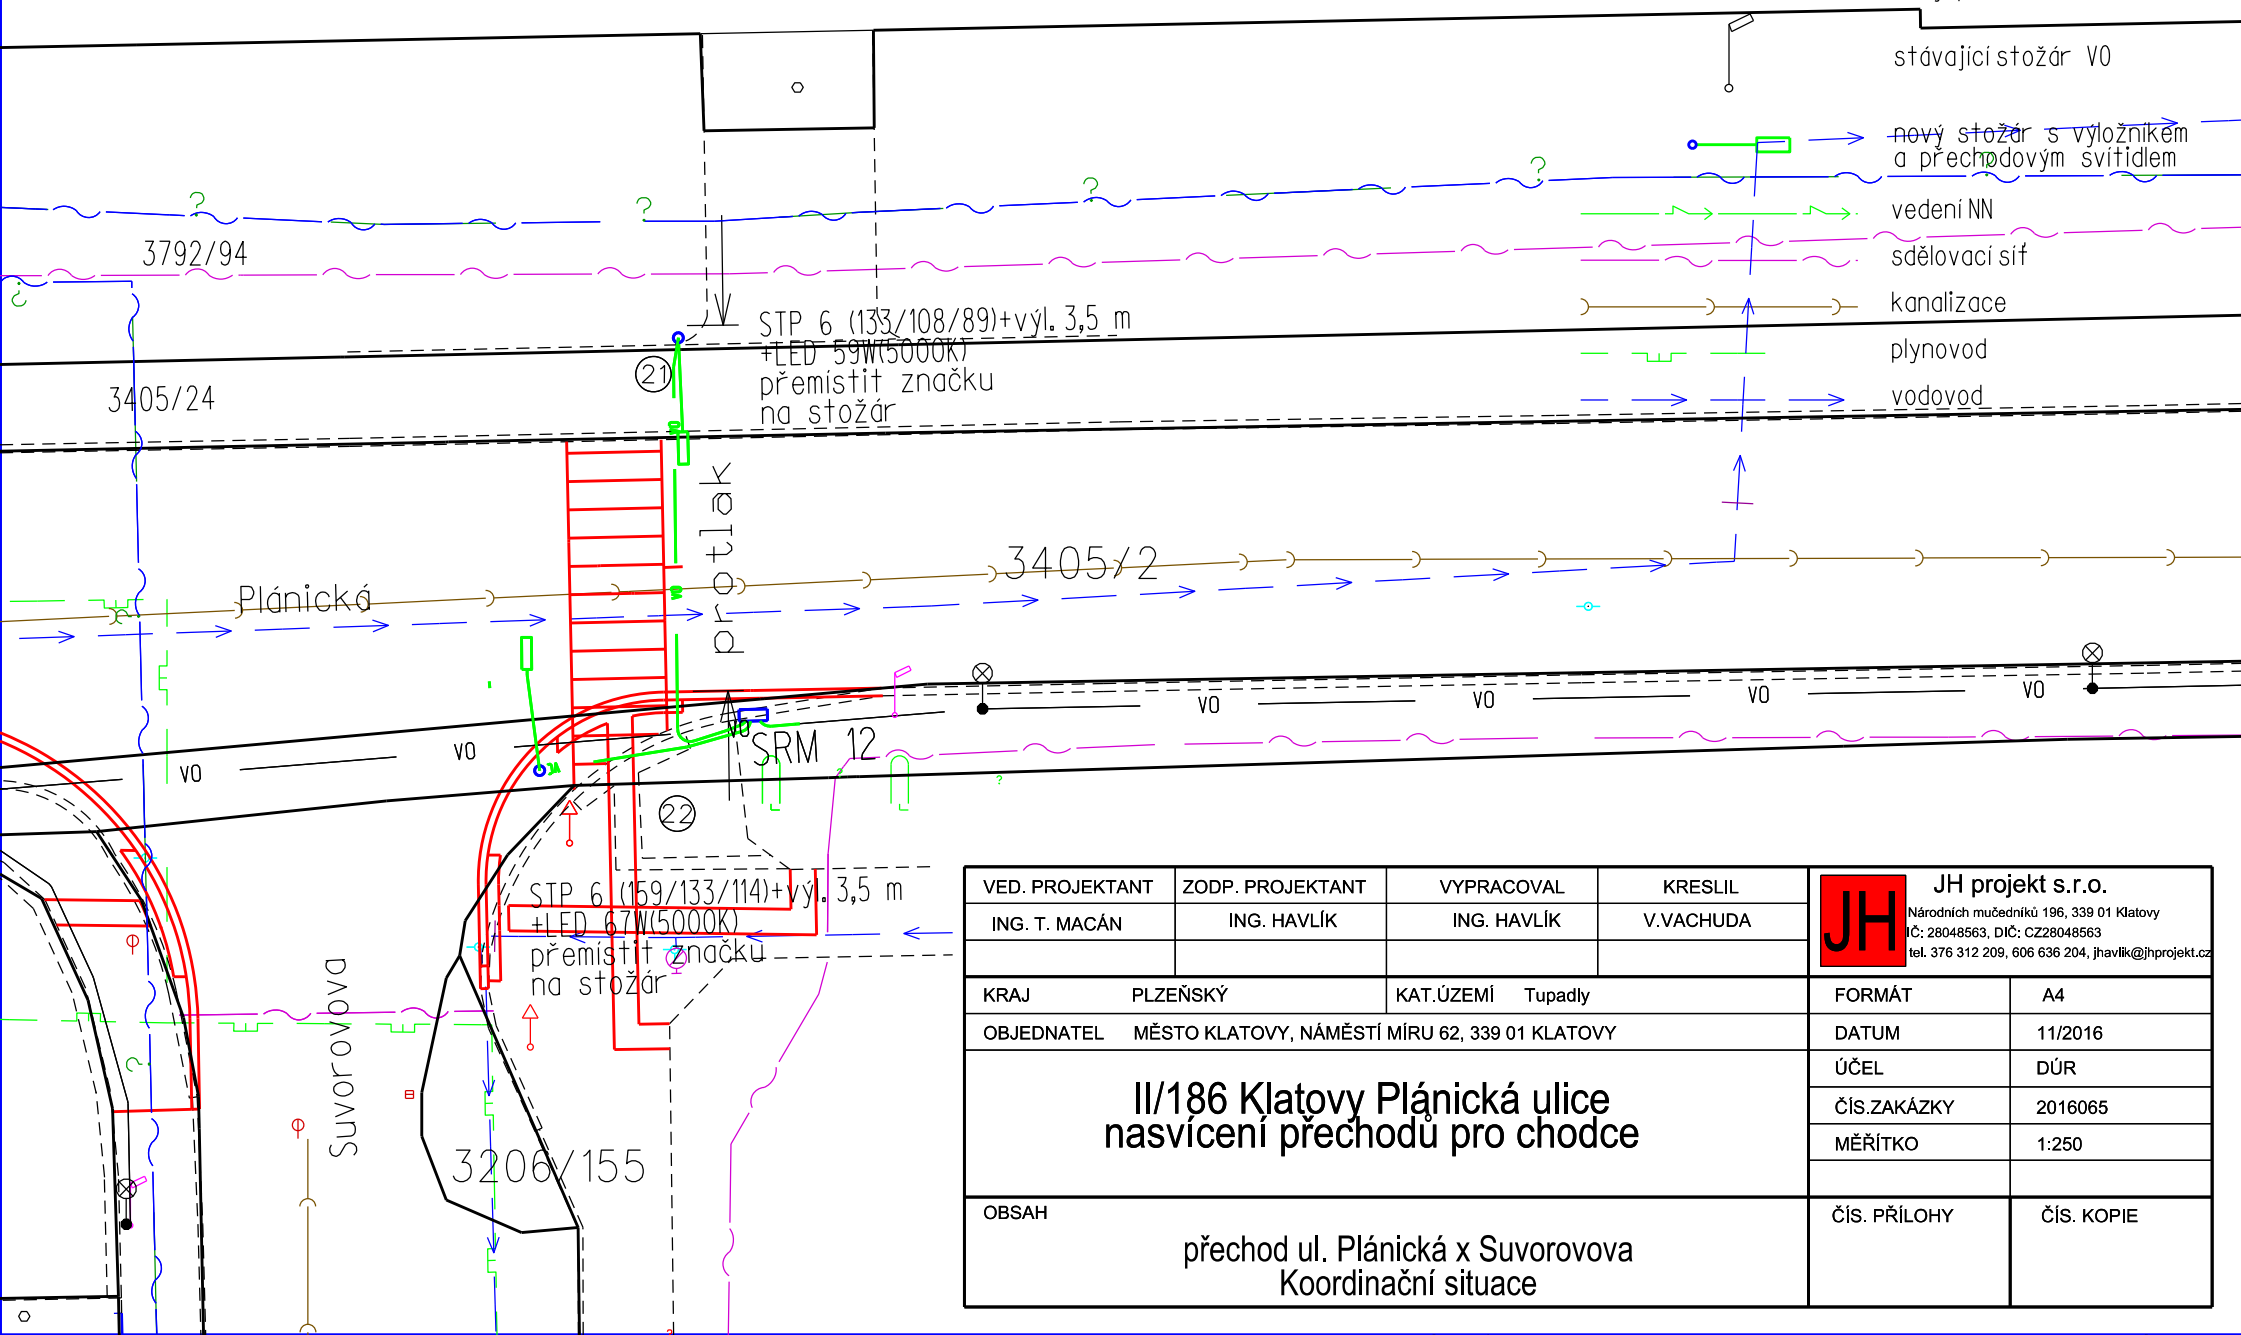 stávající stožár VO
nový stožár s výložníkem
a přechodovým svítidlem
vedení NN
sdělovací síť
kanalizace
plynovod
vodovod
3792/94
3405/24
STP 6 (133/108/89)+výl. 3,5 m
+LED 59W(5000K)
přemístit značku
na stožár
21
protlak
3405/2
Plánická
VO
VO
VO
VO
VO
VO
VO
SRM 12
22
STP 6 (159/133/114)+výl. 3,5 m
+LED 67W(5000K)
přemístit značku
na stožár
Suvorovova
3206/155
VED. PROJEKTANT
ZODP. PROJEKTANT
VYPRACOVAL
KRESLIL
ING. T. MACÁN
ING. HAVLÍK
ING. HAVLÍK
V.VACHUDA
JH
JH projekt s.r.o.
Národních mučedníků 196, 339 01 Klatovy
IČ: 28048563, DIČ: CZ28048563
tel. 376 312 209, 606 636 204, jhavlik@jhprojekt.cz
KRAJ PLZEŇSKÝ
KAT.ÚZEMÍ Tupadly
OBJEDNATEL MĚSTO KLATOVY, NÁMĚSTÍ MÍRU 62, 339 01 KLATOVY
FORMÁT A4
DATUM 11/2016
ÚČEL DÚR
ČÍS.ZAKÁZKY 2016065
MĚŘÍTKO 1:250
II/186 Klatovy Plánická ulice
nasvícení přechodů pro chodce
OBSAH
přechod ul. Plánická x Suvorovova
Koordinační situace
ČÍS. PŘÍLOHY
ČÍS. KOPIE